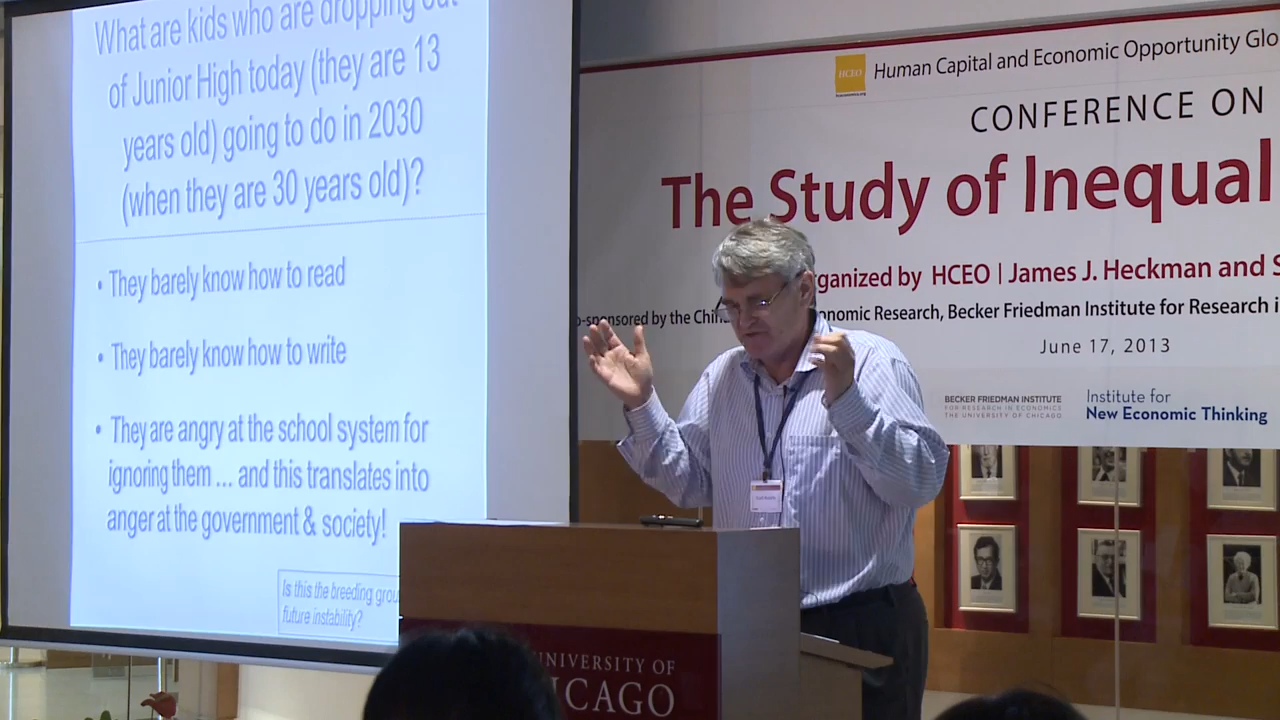 What are kids who are dropping out
of Junior High today (they are 13
years old) going to do in 2030
(when they are 30 years old)?
• They barely know how to read
• They barely know how to write
• They are angry at the school system for
ignoring them ... and this translates into
anger at the government & society!
Is this the breeding
future instability?
HCEO
Human Capital and Economic Opportunity Glo
CONFERENCE ON
The Study of Inequal
rganized by HCEO | James J. Heckman and S
o-sponsored by the Chin onomic Research, Becker Friedman Institute for Research i
June 17, 2013
BECKER FRIEDMAN INSTITUTE
FOR RESEARCH IN ECONOMICS
THE UNIVERSITY OF CHICAGO
Institute for
New Economic Thinking
UNIVERSITY OF
ICAGO